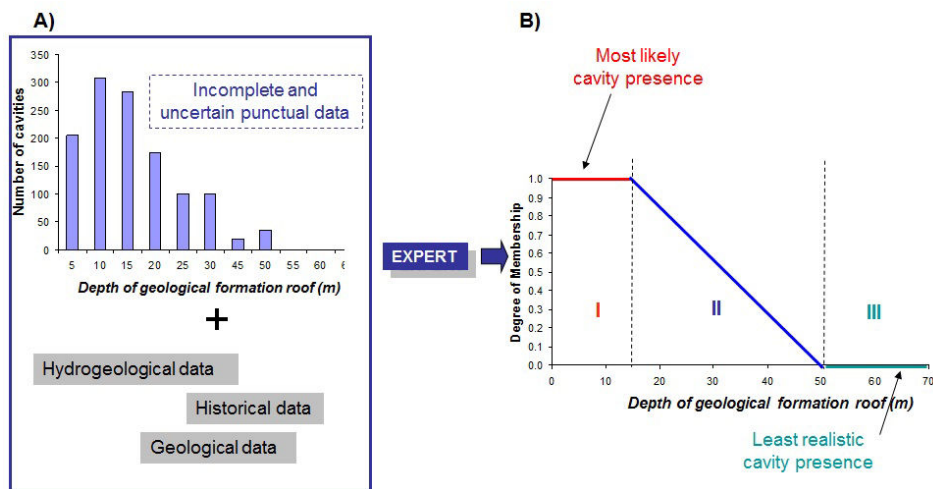 A)
350
300
250
200
150
100
50
0
Number of cavities
Incomplete and
uncertain punctual data
5 10 15 20 25 30 45 50 55 60 6
Depth of geological formation roof (m)
+
Hydrogeological data
Historical data
Geological data
EXPERT
B)
Most likely
cavity presence
1.0
0.9
0.8
0.7
0.6
0.5
0.4
0.3
0.2
0.1
0.0
Degree of Membership
I II III
0 10 20 30 40 50 60 70
Depth of geological formation roof (m)
Least realistic
cavity presence